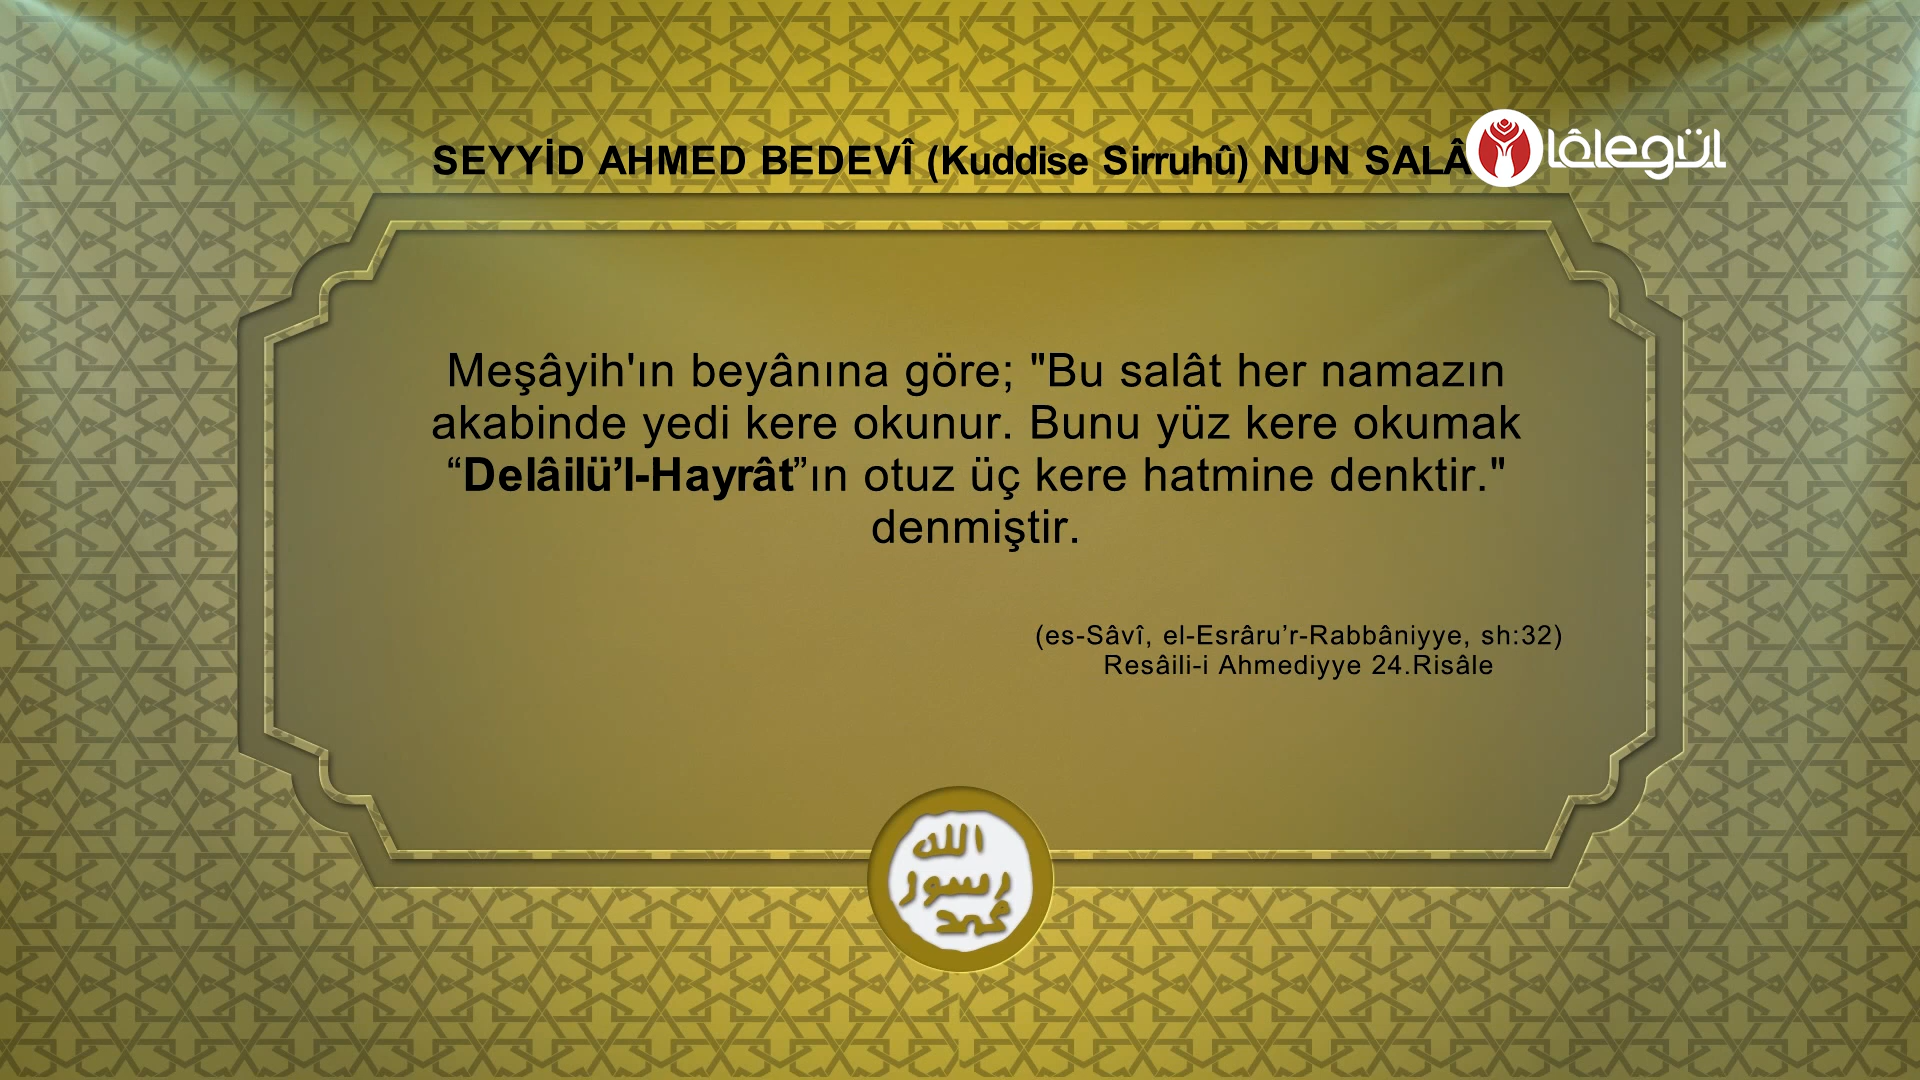 SEYYİD AHMED BEDEVÎ (Kuddise Sirruhû) NUN SALÂ
lâlegül
Meşâyih'ın beyânına göre; "Bu salât her namazın
akabinde yedi kere okunur. Bunu yüz kere okumak
“Delâilü’l-Hayrât”ın otuz üç kere hatmine denktir."
denmiştir.
(es-Sâvî, el-Esrâru’r-Rabbâniyye, sh:32)
Resâili-i Ahmediyye 24.Risâle
الله
رسول
محمد